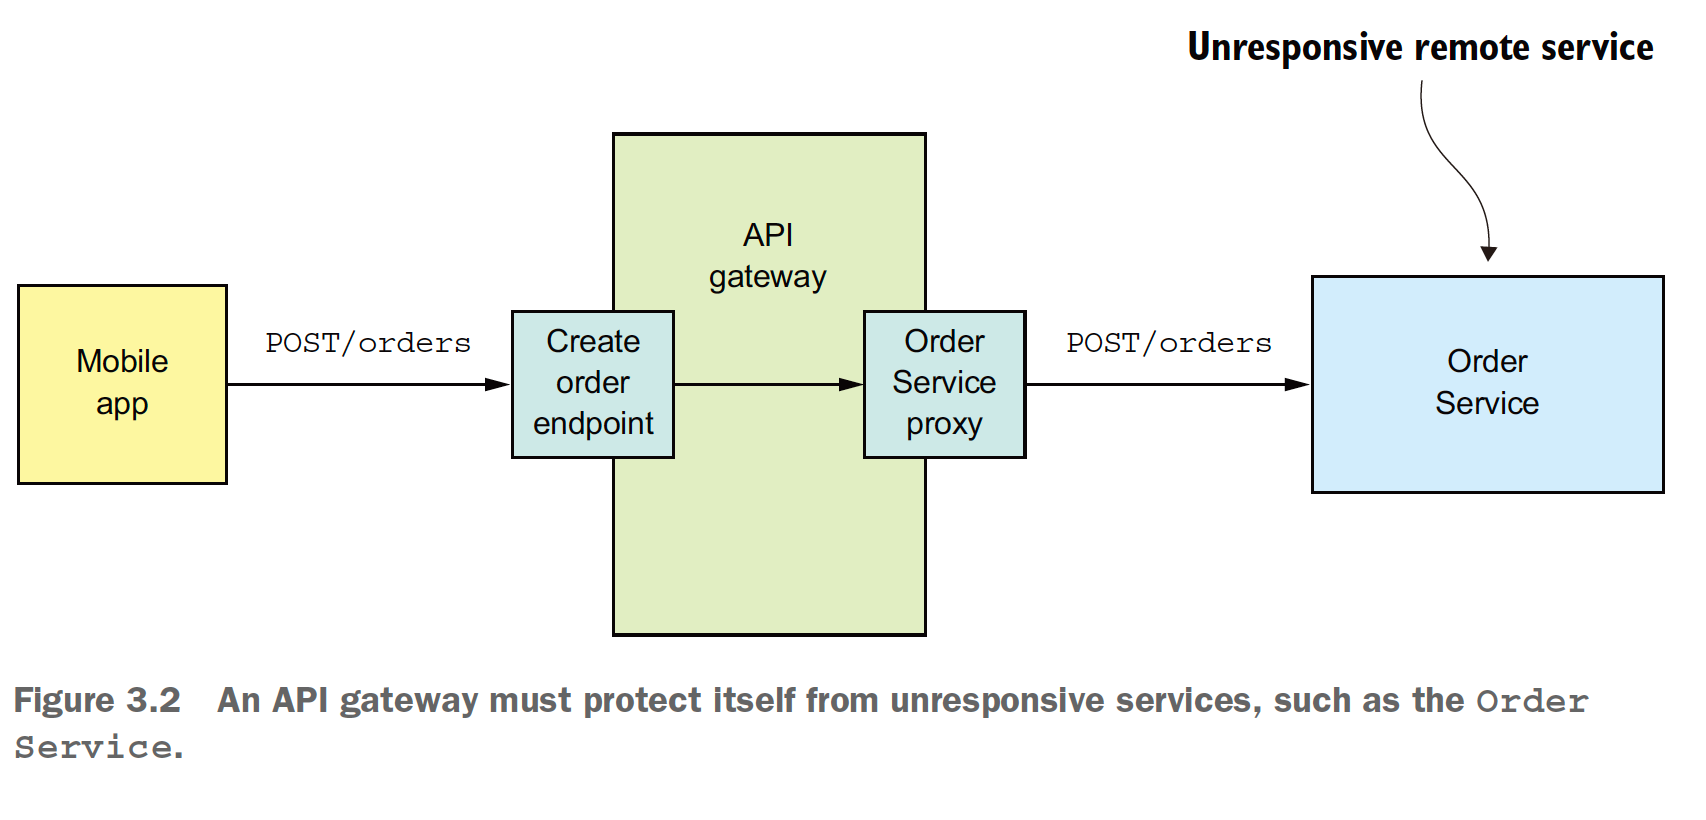 Unresponsive remote service
API
gateway
Mobile
app
POST/orders
Create
order
endpoint
Order
Service
proxy
POST/orders
Order
Service
Figure 3.2 An API gateway must protect itself from unresponsive services, such as the Order
Service.